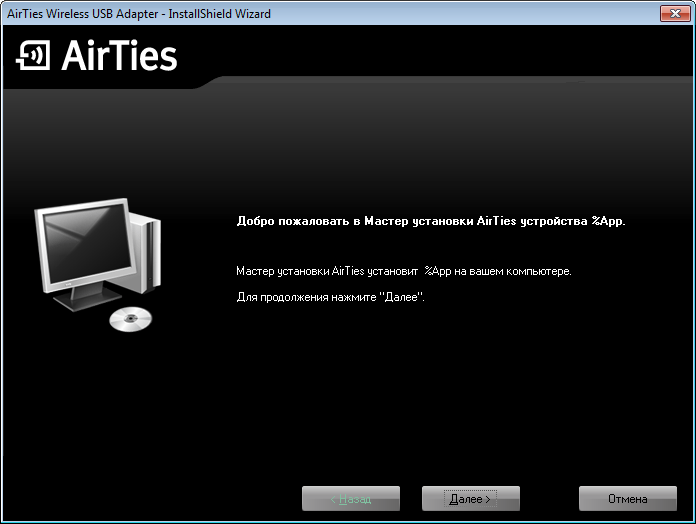 AirTies Wireless USB Adapter - InstallShield Wizard
AirTies
Добро пожаловать в Мастер установки AirTies устройства %App.
Мастер установки AirTies установит %App на вашем компьютере.
Для продолжения нажмите "Далее".
< Назад
Далее >
Отмена